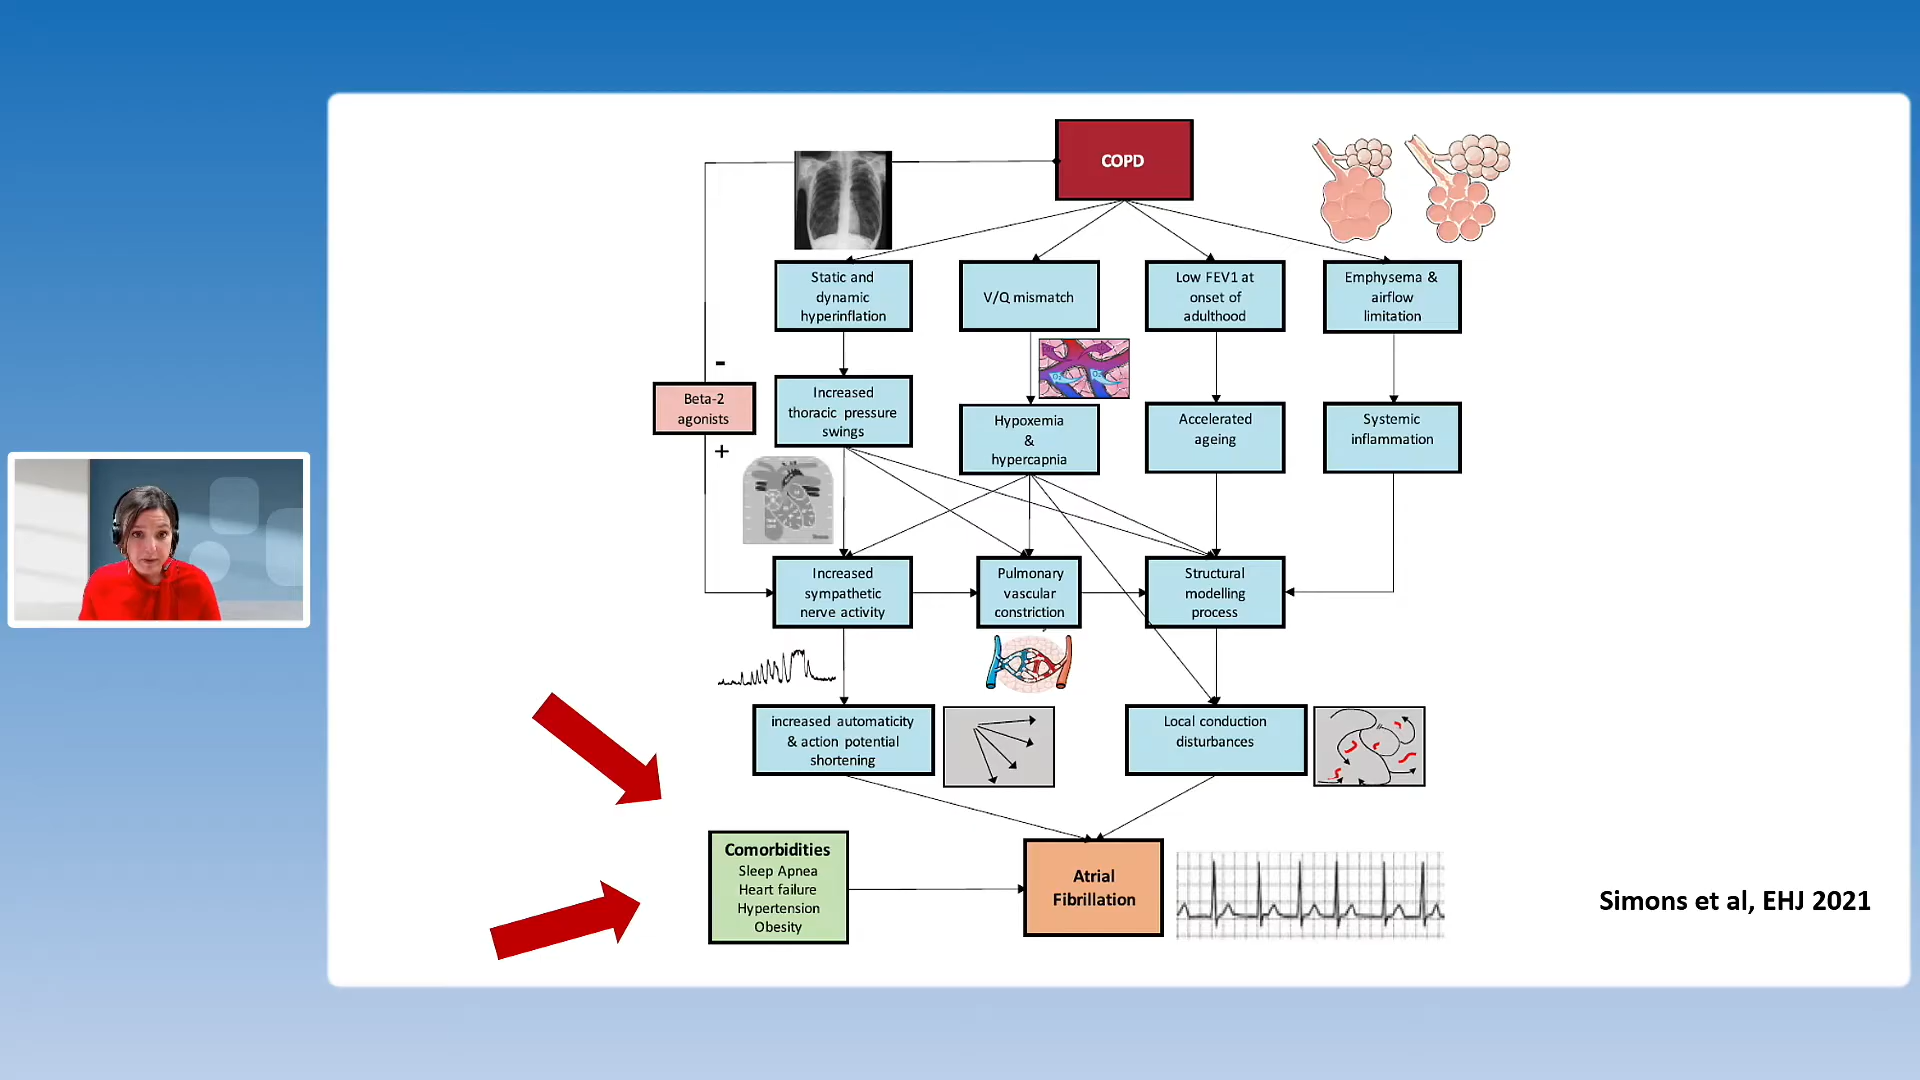 COPD
Static and
dynamic
hyperinflation
V/Q mismatch
Low FEV1 at
onset of
adulthood
Emphysema &
airflow
limitation
-
Beta-2
agonists
+
Increased
thoracic pressure
swings
Hypoxemia
&
hypercapnia
Accelerated
ageing
Systemic
inflammation
Increased
sympathetic
nerve activity
Pulmonary
vascular
constriction
Structural
modelling
process
increased automaticity
& action potential
shortening
Local conduction
disturbances
Comorbidities
Sleep Apnea
Heart failure
Hypertension
Obesity
Atrial
Fibrillation
Simons et al, EHJ 2021